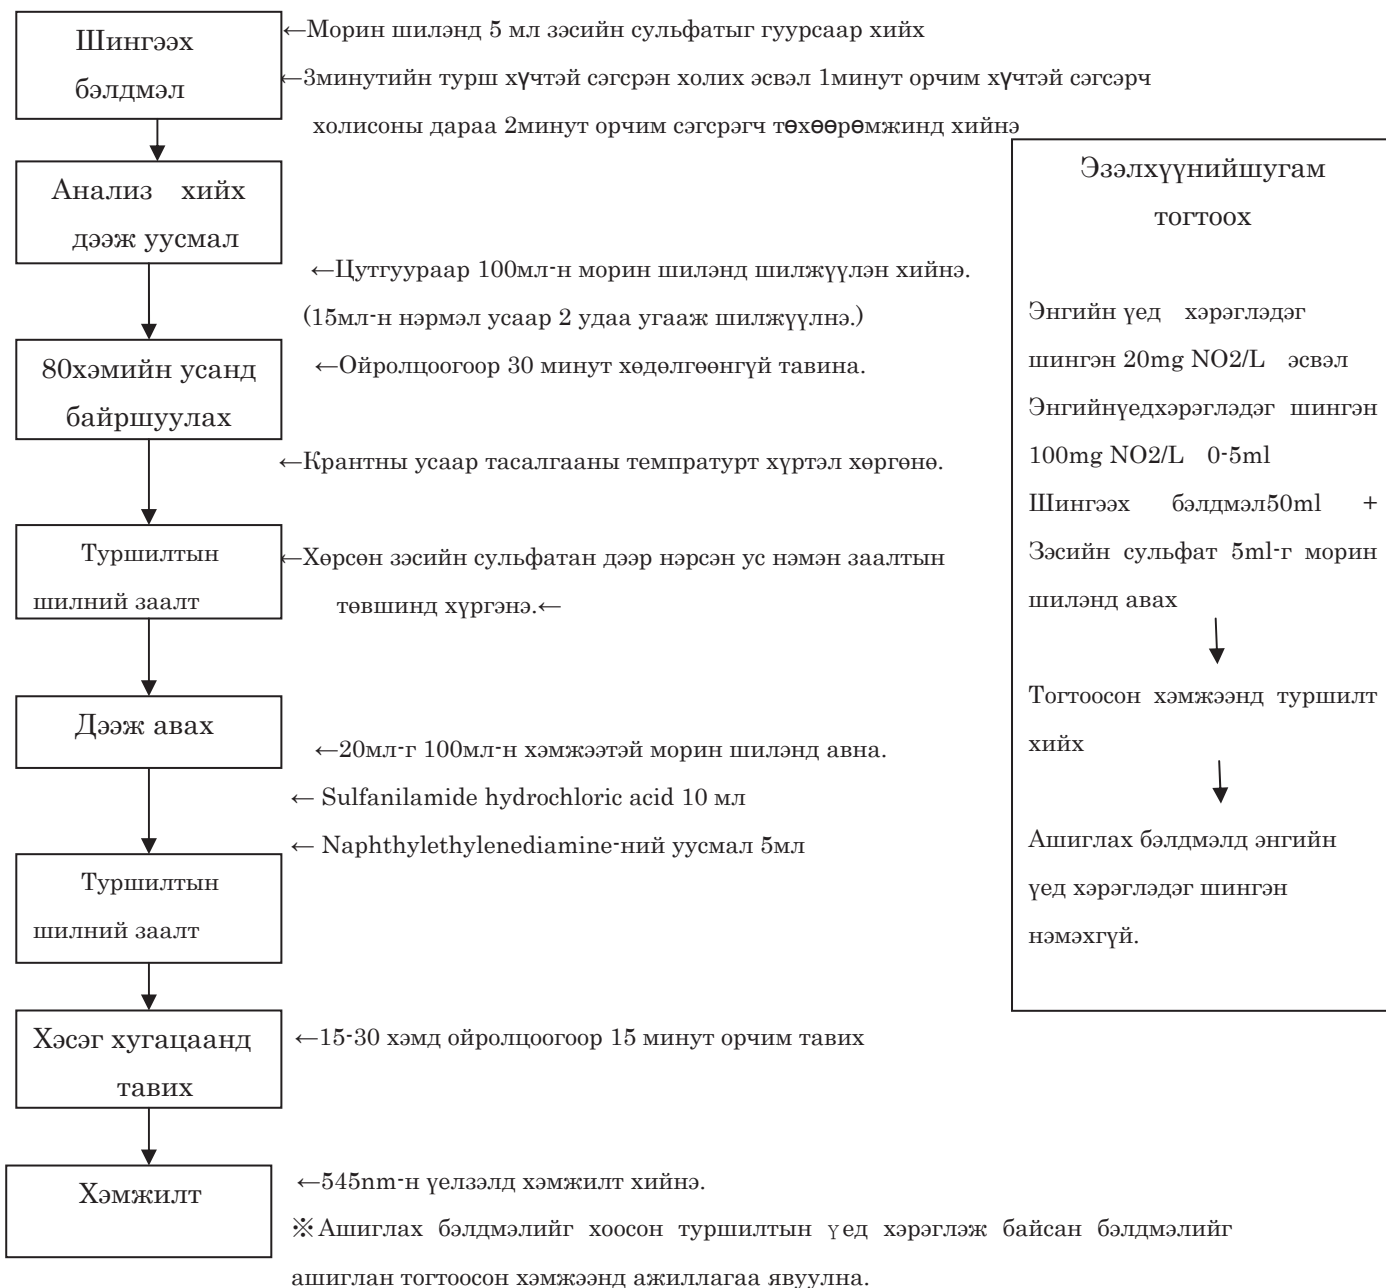 Шингээх
бэлдмэл
←Морин шилэнд 5 мл зэсийн сульфатыг гуурсаар хийх
←3минутийн турш хүчтэй сэгсрэн холих эсвэл 1минут орчим хүчтэй сэгсэрч
холисоны дараа 2минут орчим сэгсрэгч төхөөрөмжинд хийнэ
Анализ хийх
дээж уусмал
←Цутгуураар 100мл-н морин шилэнд шилжүүлэн хийнэ.
(15мл-н нэрмэл усаар 2 удаа угааж шилжүүлнэ.)
80хэмийн усанд
байршуулах
←Ойролцоогоор 30 минут хөдөлгөөнгүй тавина.
←Крантны усаар тасалгааны темпратурт хүртэл хөргөнө.
Туршилтын
шилний заалт
←Хөрсөн зэсийн сульфатан дээр нэрсэн ус нэмэн заалтын
төвшинд хүргэнэ.←
Дээж авах
←20мл-г 100мл-н хэмжээтэй морин шилэнд авна.
← Sulfanilamide hydrochloric acid 10 мл
← Naphthylethylenediamine-ний уусмал 5мл
Туршилтын
шилний заалт
Хэсэг хугацаанд
тавих
←15-30 хэмд ойролцоогоор 15 минут орчим тавих
Хэмжилт
←545nm-н үелзэлд хэмжилт хийнэ.
※Ашиглах бэлдмэлийг хоосон туршилтын үед хэрэглэж байсан бэлдмэлийг
ашиглан тогтоосон хэмжээнд ажиллагаа явуулна.
Эзэлхүүнийшугам
тогтоох
Энгийн үед хэрэглэдэг
шингэн 20mg NO2/L эсвэл
Энгийнүедхэрэглэдэг шингэн
100mg NO2/L 0-5ml
Шингээх бэлдмэл50ml +
Зэсийн сульфат 5ml-г морин
шилэнд авах
Тогтоосон хэмжээнд туршилт
хийх
Ашиглах бэлдмэлд энгийн
үед хэрэглэдэг шингэн
нэмэхгүй.